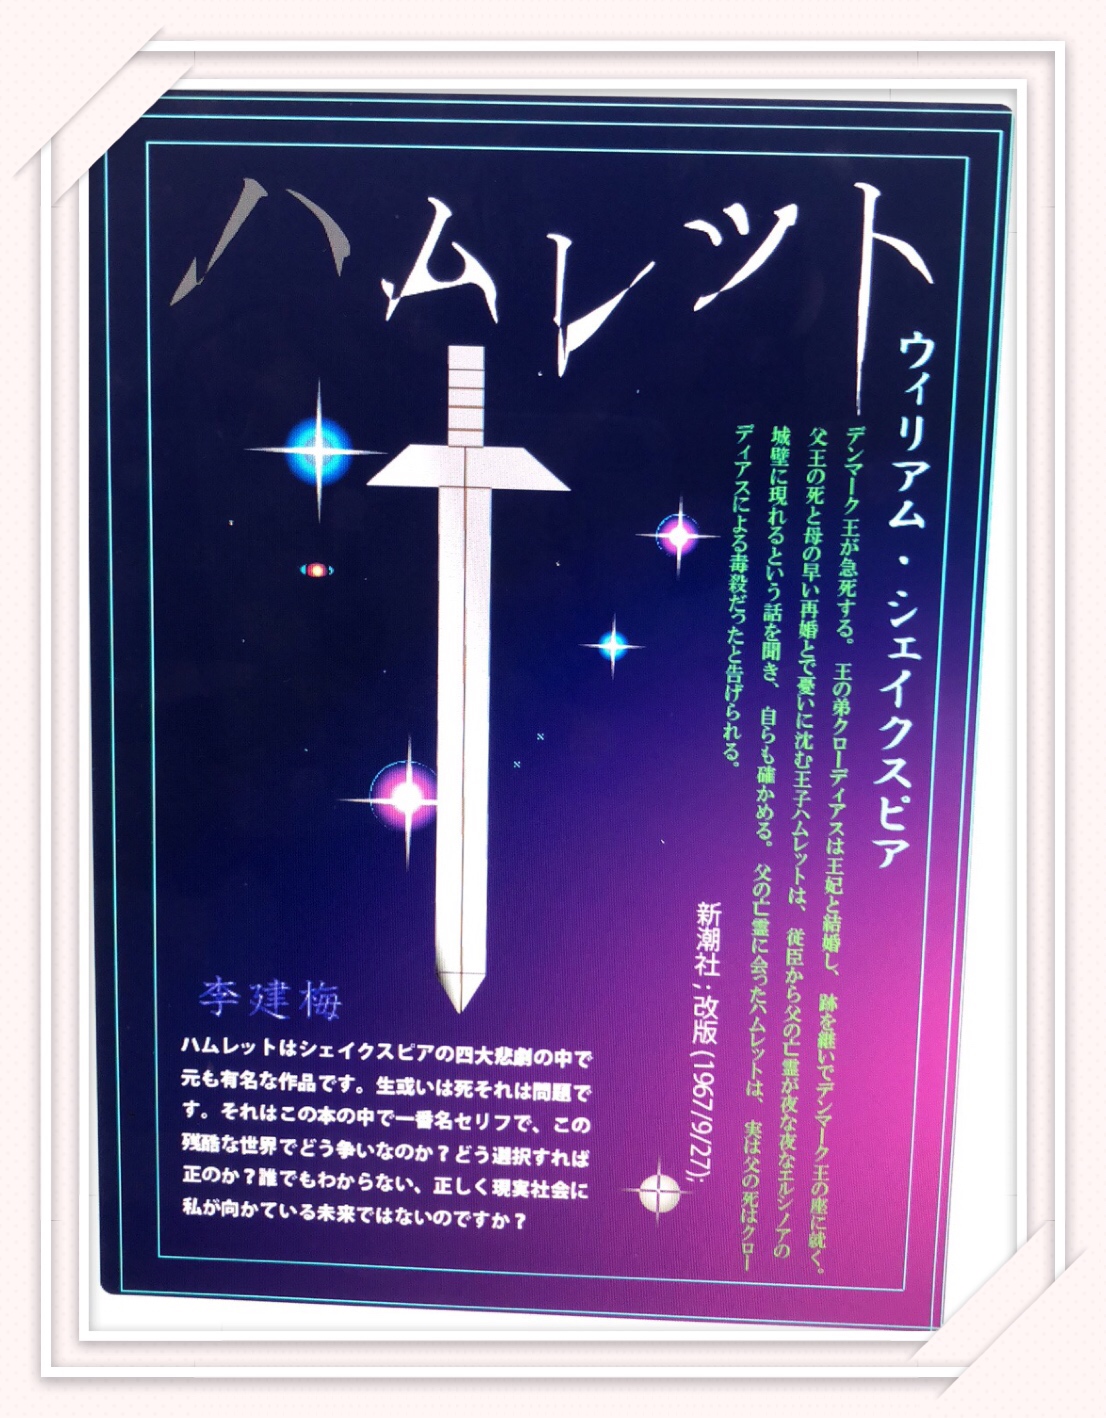 ハムレット
ウィリアム・シェイクスピア
デンマーク王が急死する。王の弟クローディアスは王妃と結婚し、跡を継いでデンマーク王の座に就く。
父王の死と母の早い再婚とで憂いに沈む王子ハムレットは、従臣から父の亡霊が夜な夜なエルシノアの
城壁に現れるという話を聞き、自らも確かめる。父の亡霊に会ったハムレットは、実は父の死はクロー
ディアスによる毒殺だったと告げられる。
新潮社; 改版 (1967/9/27);
李建梅
ハムレットはシェイクスピアの四大悲劇の中で
元も有名な作品です。生或いは死それは問題で
す。それはこの本の中で一番名セリフで、この
残酷な世界でどう争いなのか？どう選択すれば
正のか？誰でもわからない、正しく現実社会に
私が向かている未来ではないのですか？